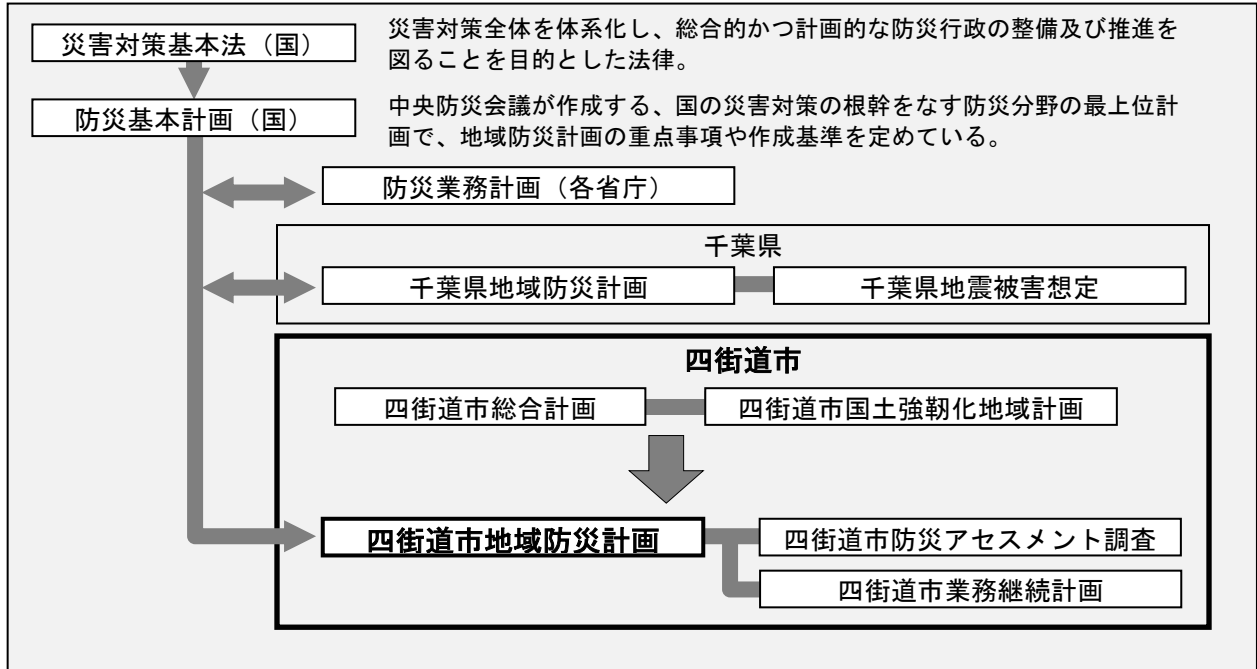 災害対策基本法（国）
災害対策全体を体系化し、総合的かつ計画的な防災行政の整備及び推進を
図ることを目的とした法律。
防災基本計画（国）
中央防災会議が作成する、国の災害対策の根幹をなす防災分野の最上位計
画で、地域防災計画の重点事項や作成基準を定めている。
防災業務計画（各省庁）
千葉県
千葉県地域防災計画
千葉県地震被害想定
四街道市
四街道市総合計画
四街道市国土強靭化地域計画
四街道市地域防災計画
四街道市防災アセスメント調査
四街道市業務継続計画